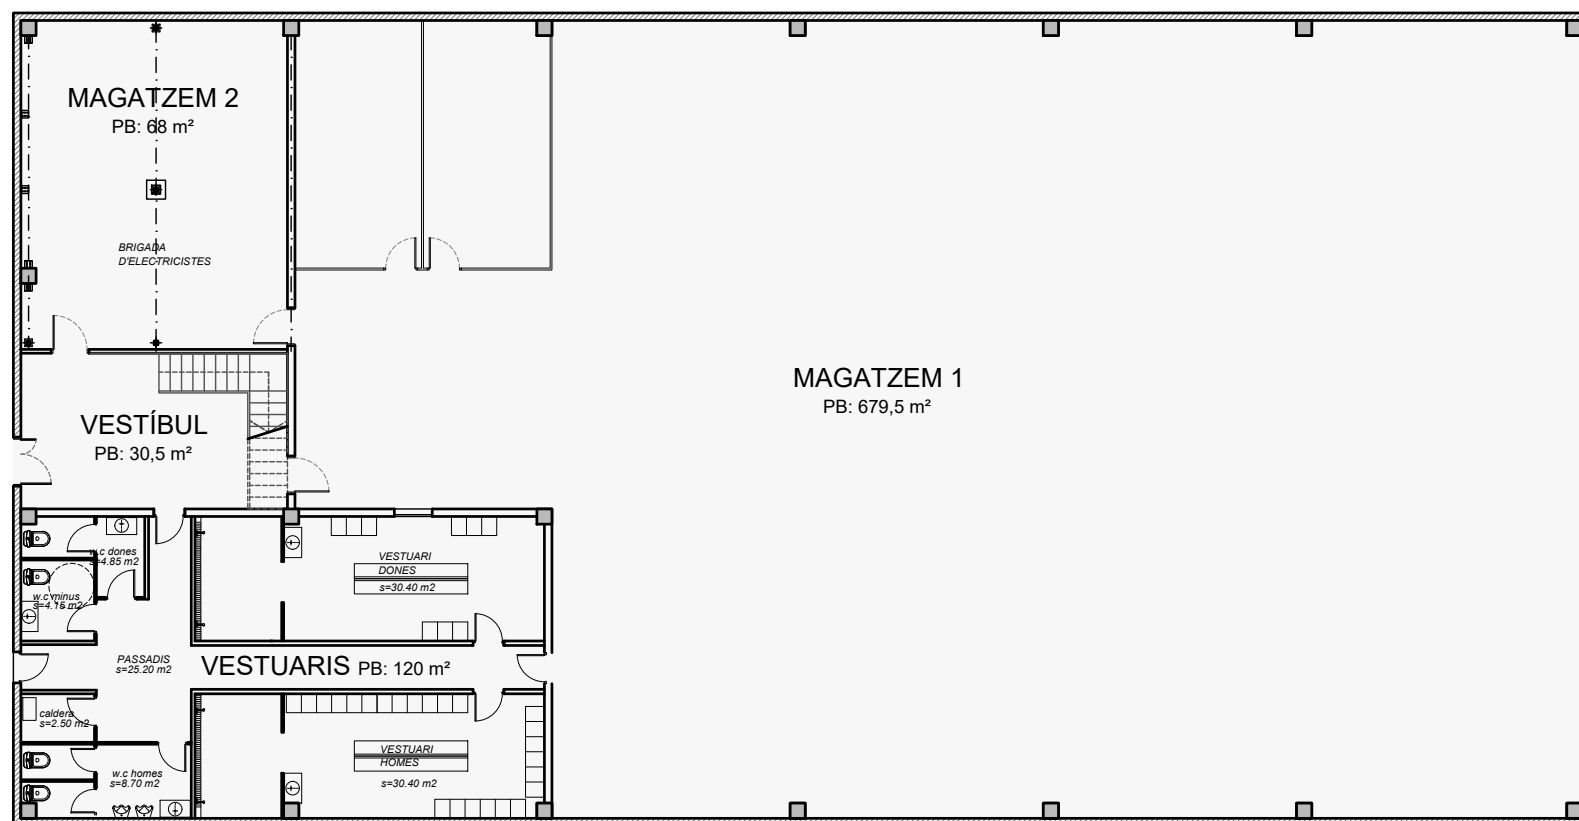 MAGATZEM 2
PB: 68 m²
BRIGADA
D'ELECTRICISTES
MAGATZEM 1
PB: 679,5 m²
VESTÍBUL
PB: 30,5 m²
w.c dones
s=4.85 m2
w.c minus
s=4.15 m2
VESTUARI
DONES
s=30.40 m2
PASSADIS
s=25.20 m2
VESTUARIS PB: 120 m²
caldera
s=2.50 m2
w.c homes
s=8.70 m2
VESTUARI
HOMES
s=30.40 m2